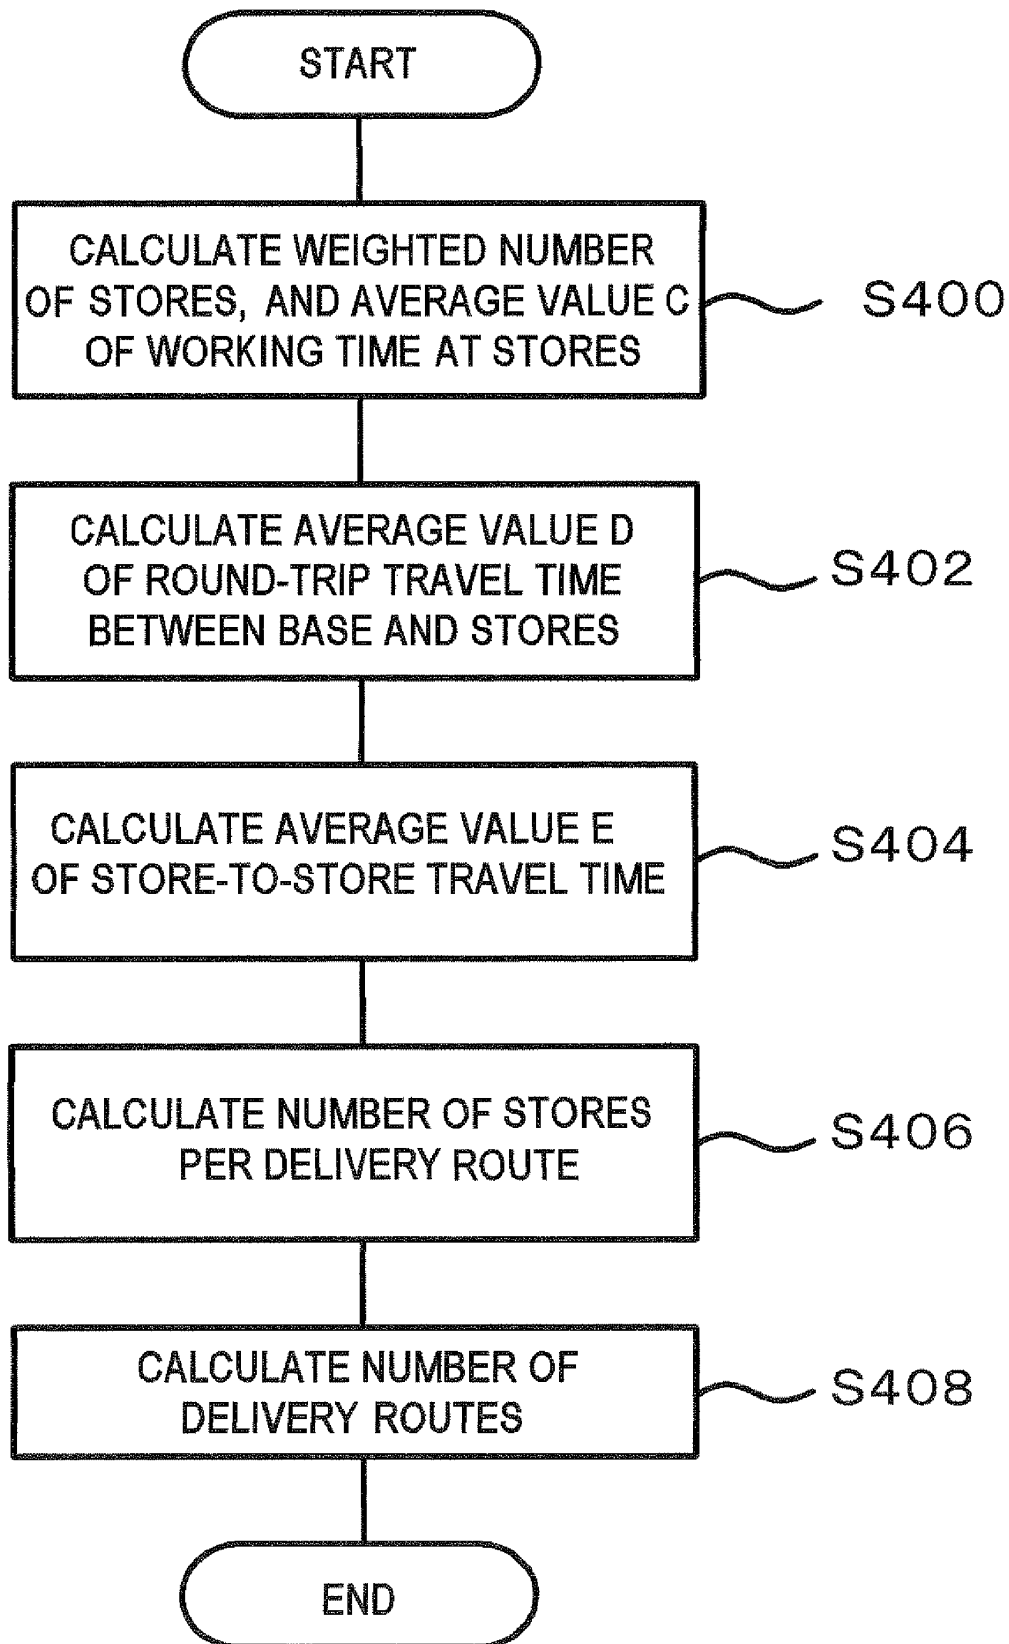 START
CALCULATE WEIGHTED NUMBER
OF STORES, AND AVERAGE VALUE C
OF WORKING TIME AT STORES
S400
CALCULATE AVERAGE VALUE D
OF ROUND-TRIP TRAVEL TIME
BETWEEN BASE AND STORES
S402
CALCULATE AVERAGE VALUE E
OF STORE-TO-STORE TRAVEL TIME
S404
CALCULATE NUMBER OF STORES
PER DELIVERY ROUTE
S406
CALCULATE NUMBER OF
DELIVERY ROUTES
S408
END